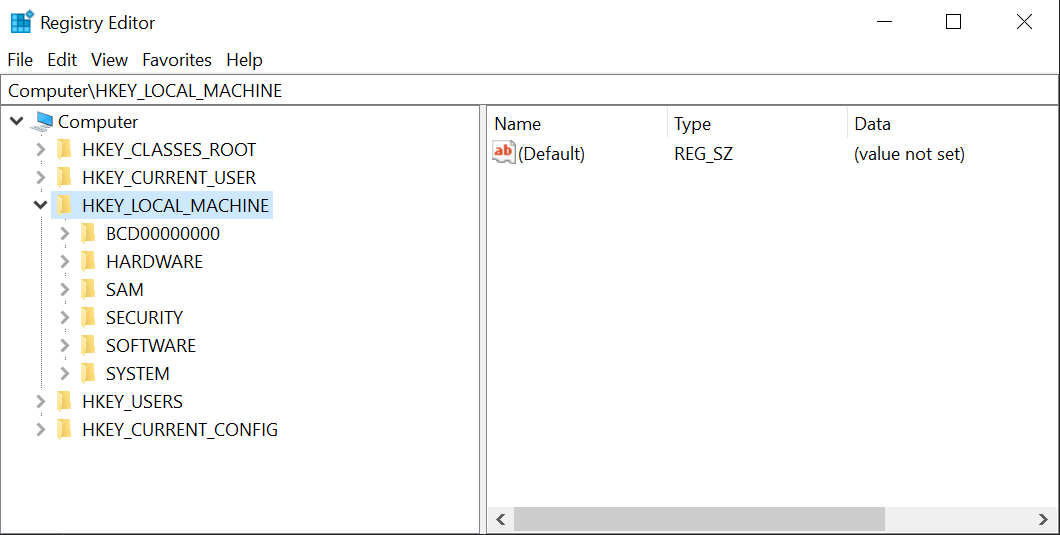 Registry Editor
File Edit View Favorites Help
Computer\HKEY_LOCAL_MACHINE
Computer
HKEY_CLASSES_ROOT
HKEY_CURRENT_USER
HKEY_LOCAL_MACHINE
BCD00000000
HARDWARE
SAM
SECURITY
SOFTWARE
SYSTEM
HKEY_USERS
HKEY_CURRENT_CONFIG
Name Type Data
ab (Default) REG_SZ (value not set)